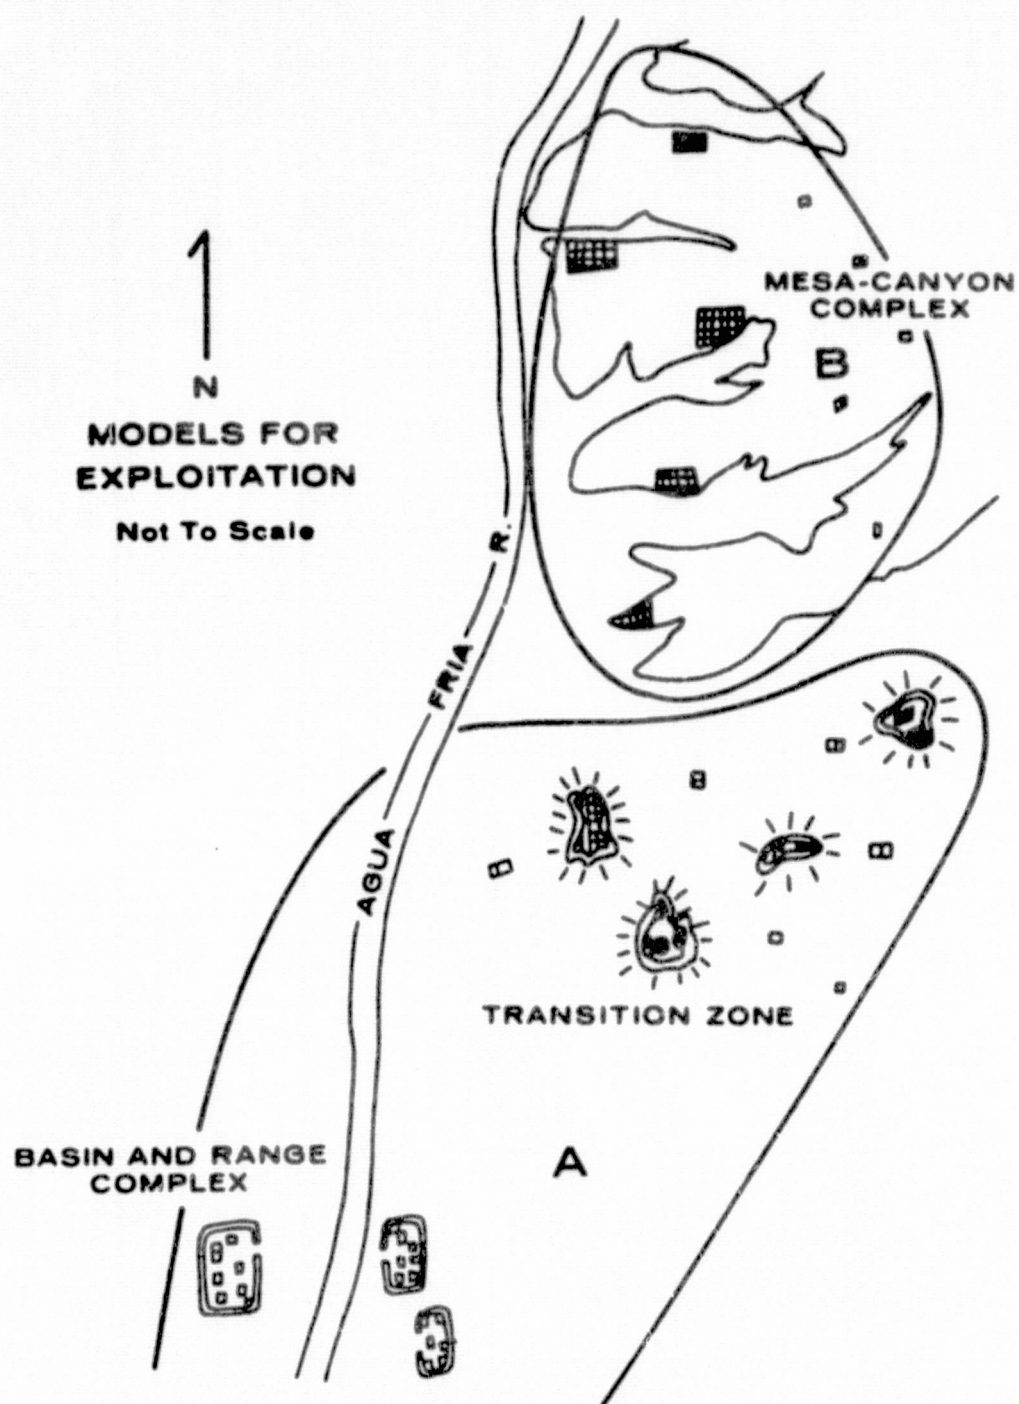 N
MODELS FOR
EXPLOITATION
Not To Scale
MESA-CANYON
COMPLEX
B
AGUA FRIA R.
TRANSITION ZONE
A
BASIN AND RANGE
COMPLEX